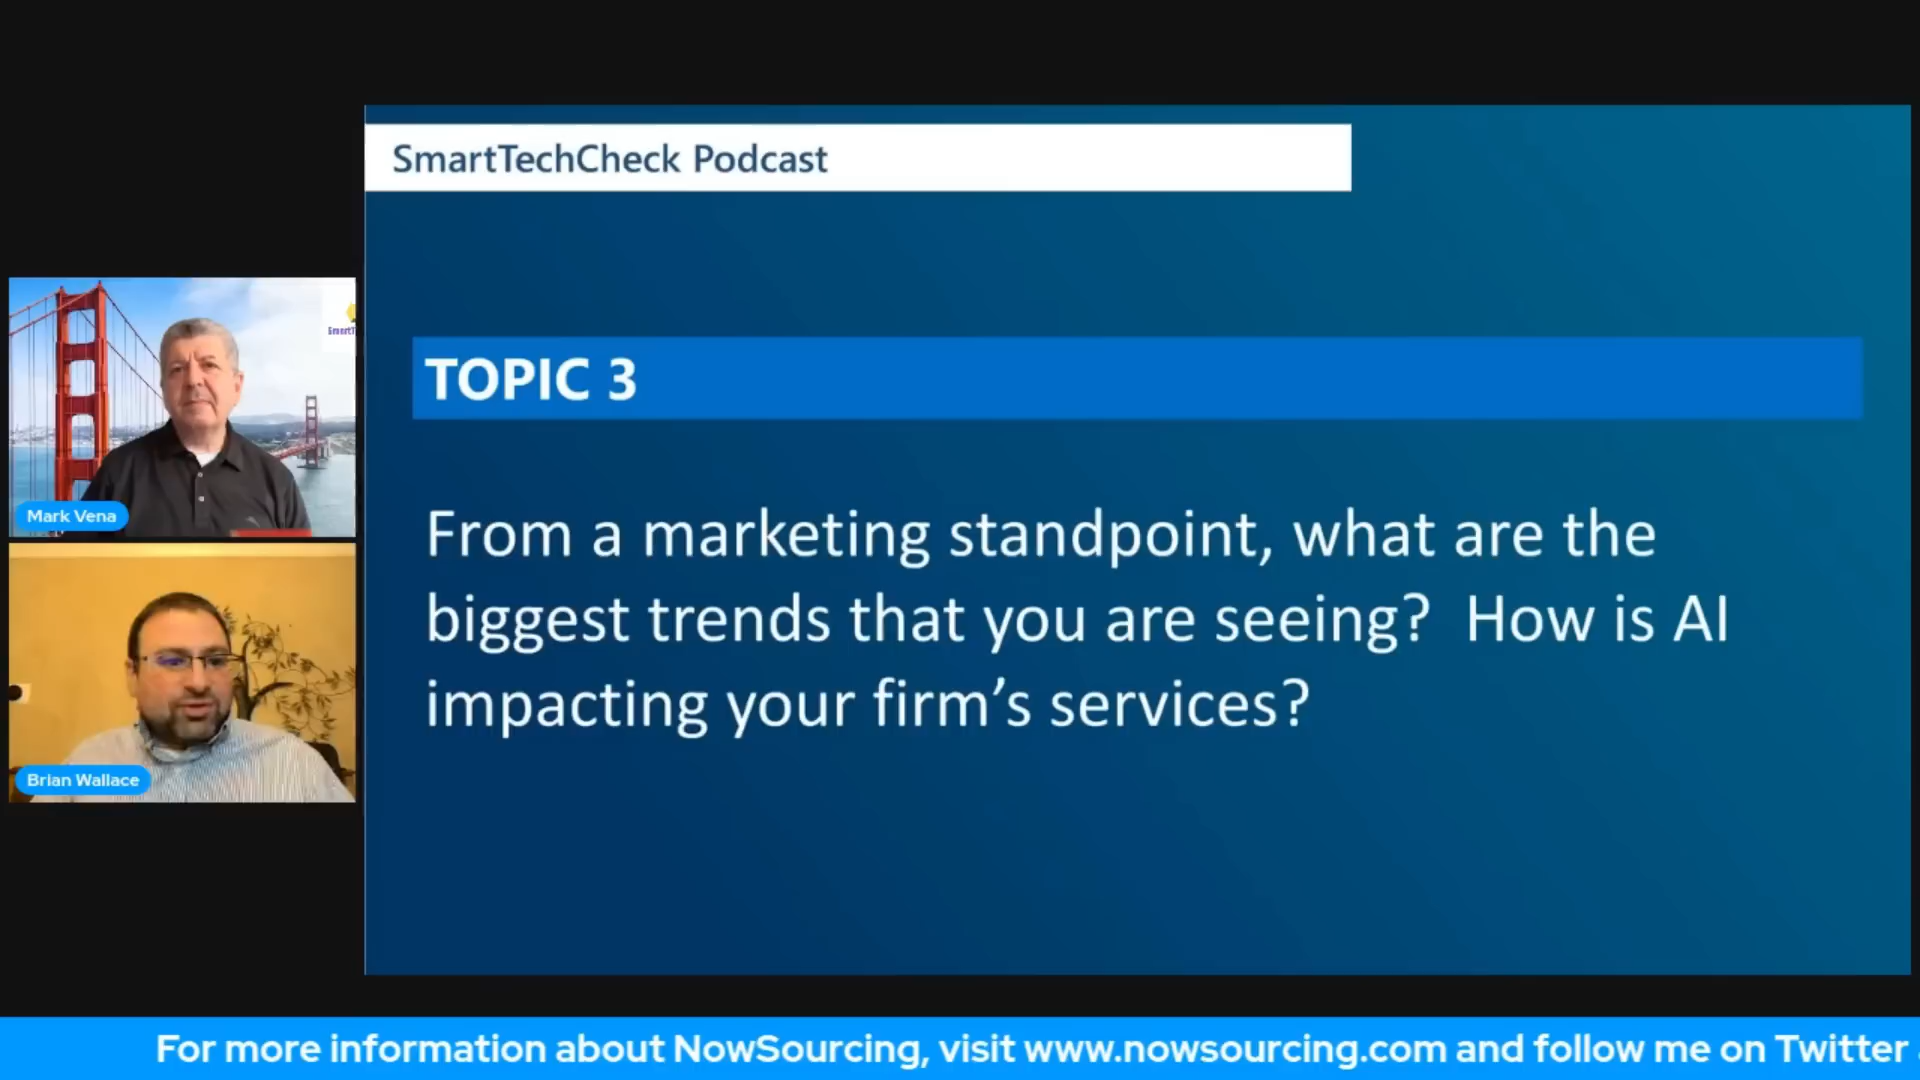 SmartTechCheck Podcast
TOPIC 3
From a marketing standpoint, what are the
biggest trends that you are seeing?  How is AI
impacting your firm’s services?
Mark Vena
Brian Wallace
For more information about NowSourcing, visit www.nowsourcing.com and follow me on Twitter